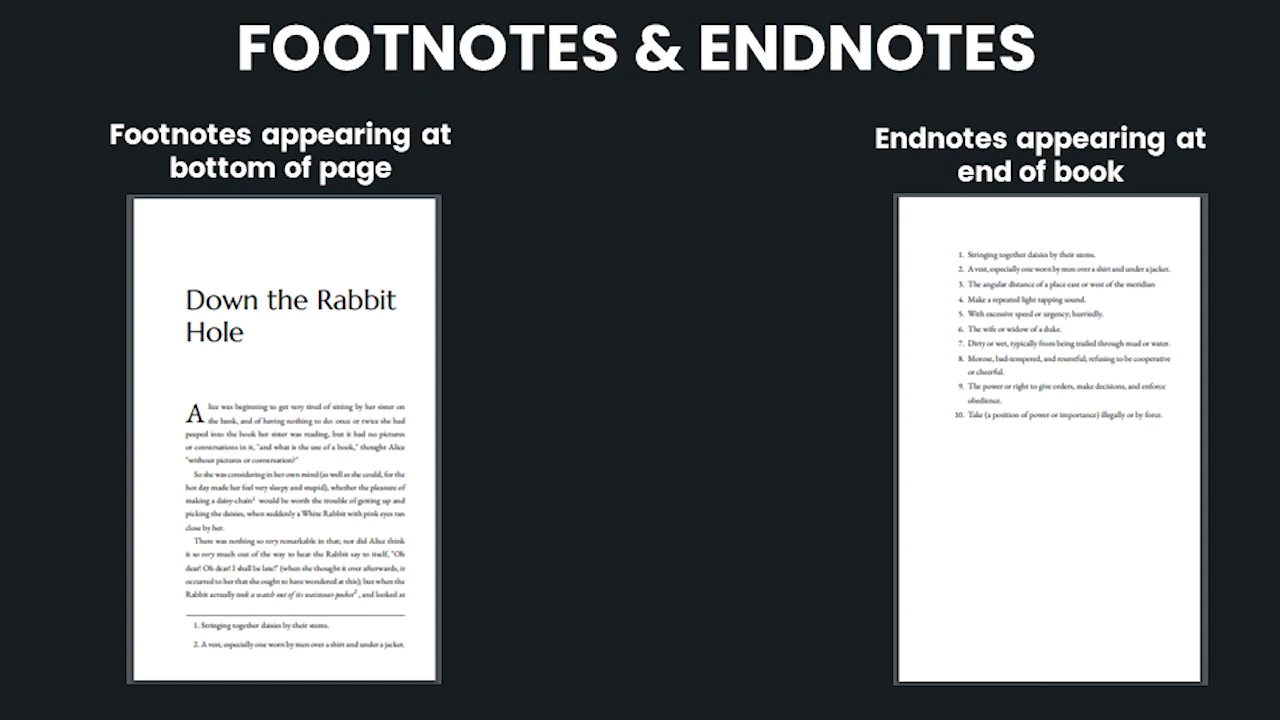 FOOTNOTES & ENDNOTES
Footnotes appearing at
bottom of page
Down the Rabbit
Hole
Alice was beginning to get very tired of sitting by her sister on
the bank, and of having nothing to do: once or twice she had
peeped into the book her sister was reading, but it had no pictures
or conversations in it, "and what is the use of a book," thought Alice
"without pictures or conversation?"
So she was considering in her own mind (as well as she could, for the
hot day made her feel very sleepy and stupid), whether the pleasure of
making a daisy-chain¹ would be worth the trouble of getting up and
picking the daisies, when suddenly a White Rabbit with pink eyes ran
close by her.
There was nothing so very remarkable in that; nor did Alice think
it so very much out of the way to hear the Rabbit say to itself, "Oh
dear! Oh dear! I shall be late!" (when she thought it over afterwards, it
occurred to her that she ought to have wondered at this); but when the
Rabbit actually took a watch out of its waistcoat-pocket², and looked at
1. Stringing together daisies by their stems.
2. A vest, especially one worn by men over a shirt and under a jacket.
Endnotes appearing at
end of book
1. Stringing together daisies by their stems.
2. A vest, especially one worn by men over a shirt and under a jacket.
3. The angular distance of a place east or west of the meridian
4. Make a repeated light tapping sound.
5. With excessive speed or urgency; hurriedly.
6. The wife or widow of a duke.
7. Dirty or wet, typically from being trailed through mud or water.
8. Morose, bad-tempered, and resentful; refusing to be cooperative
or cheerful.
9. The power or right to give orders, make decisions, and enforce
obedience.
10. Take (a position of power or importance) illegally or by force.